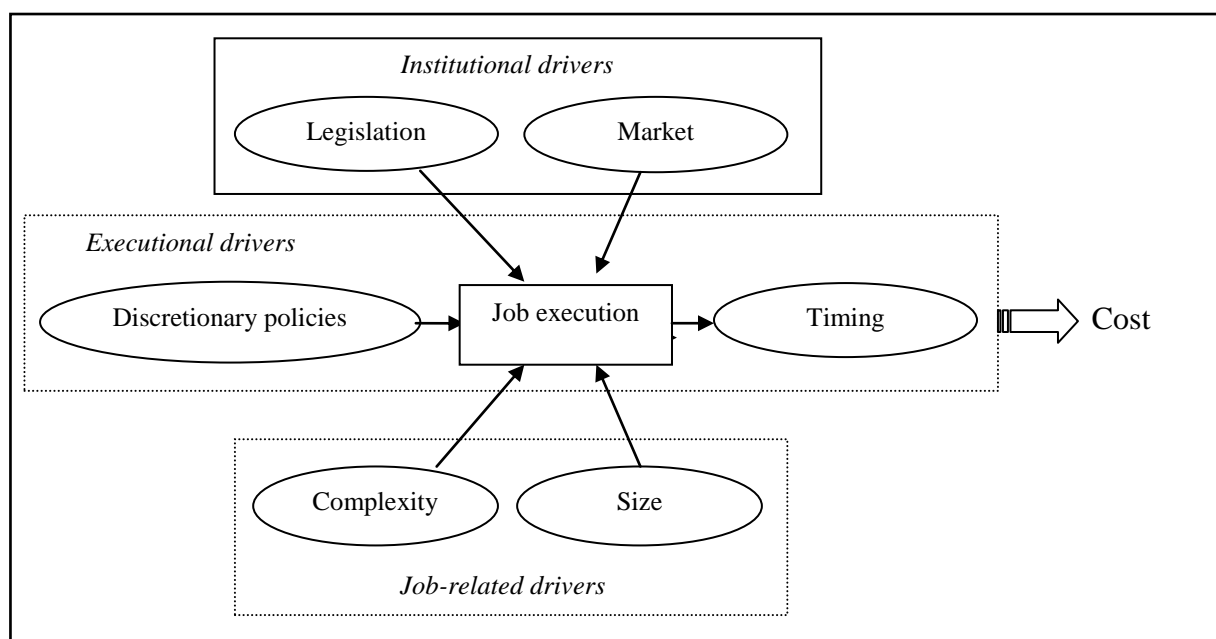 Institutional drivers
Legislation
Market
Executional drivers
Discretionary policies
Job execution
Timing
Cost
Complexity
Size
Job-related drivers